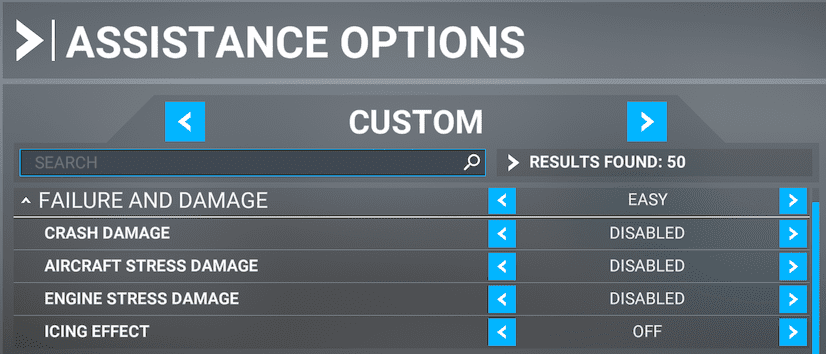 ASSISTANCE OPTIONS
CUSTOM
SEARCH
RESULTS FOUND: 50
FAILURE AND DAMAGE EASY
CRASH DAMAGE DISABLED
AIRCRAFT STRESS DAMAGE DISABLED
ENGINE STRESS DAMAGE DISABLED
ICING EFFECT OFF